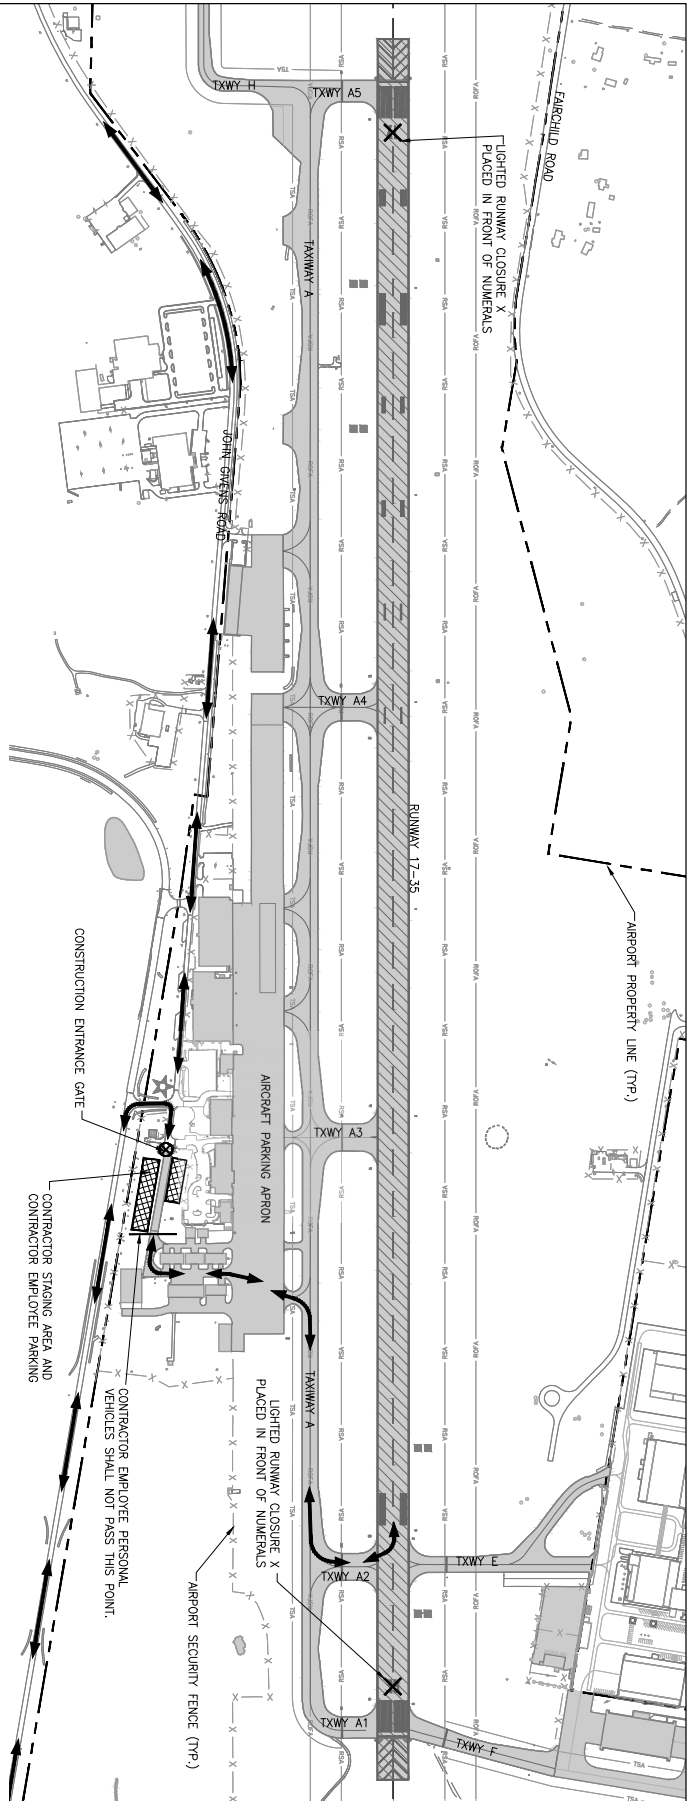 FAIRCHILD ROAD
LIGHTED RUNWAY CLOSURE X
PLACED IN FRONT OF NUMERALS
TXWY H
TXWY A5
TSA
RSA
ROFA
TAXIWAY A
JOHN GIVENS ROAD
TXWY A4
RUNWAY 17-35
AIRPORT PROPERTY LINE (TYP.)
CONSTRUCTION ENTRANCE GATE
AIRCRAFT PARKING APRON
TXWY A3
CONTRACTOR STAGING AREA AND
CONTRACTOR EMPLOYEE PARKING
CONTRACTOR EMPLOYEE PERSONAL
VEHICLES SHALL NOT PASS THIS POINT.
TAXIWAY A
LIGHTED RUNWAY CLOSURE X
PLACED IN FRONT OF NUMERALS
TXWY A2
TXWY E
AIRPORT SECURITY FENCE (TYP.)
TXWY A1
TXWY F
TSA